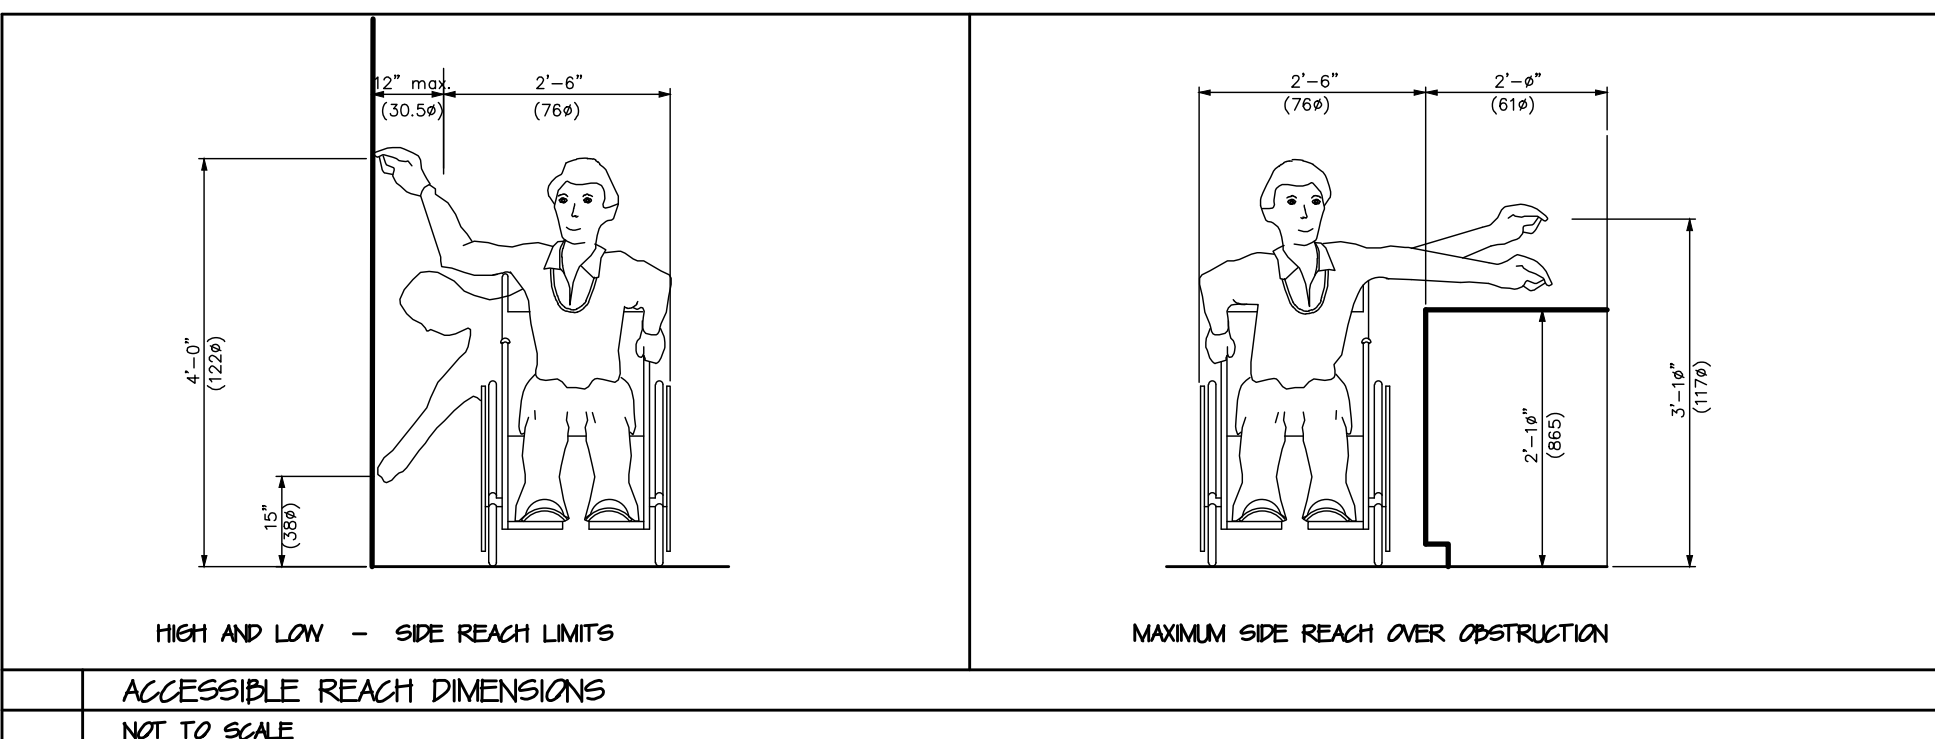 12" max.
(30.5ø)
2'-6"
(76ø)
4'-0"
(122ø)
15"
(38ø)
HIGH AND LOW - SIDE REACH LIMITS
2'-6"
(76ø)
2'-ø"
(61ø)
2'-1ø"
(865)
3'-1ø"
(117ø)
MAXIMUM SIDE REACH OVER OBSTRUCTION
ACCESSIBLE REACH DIMENSIONS
NOT TO SCALE